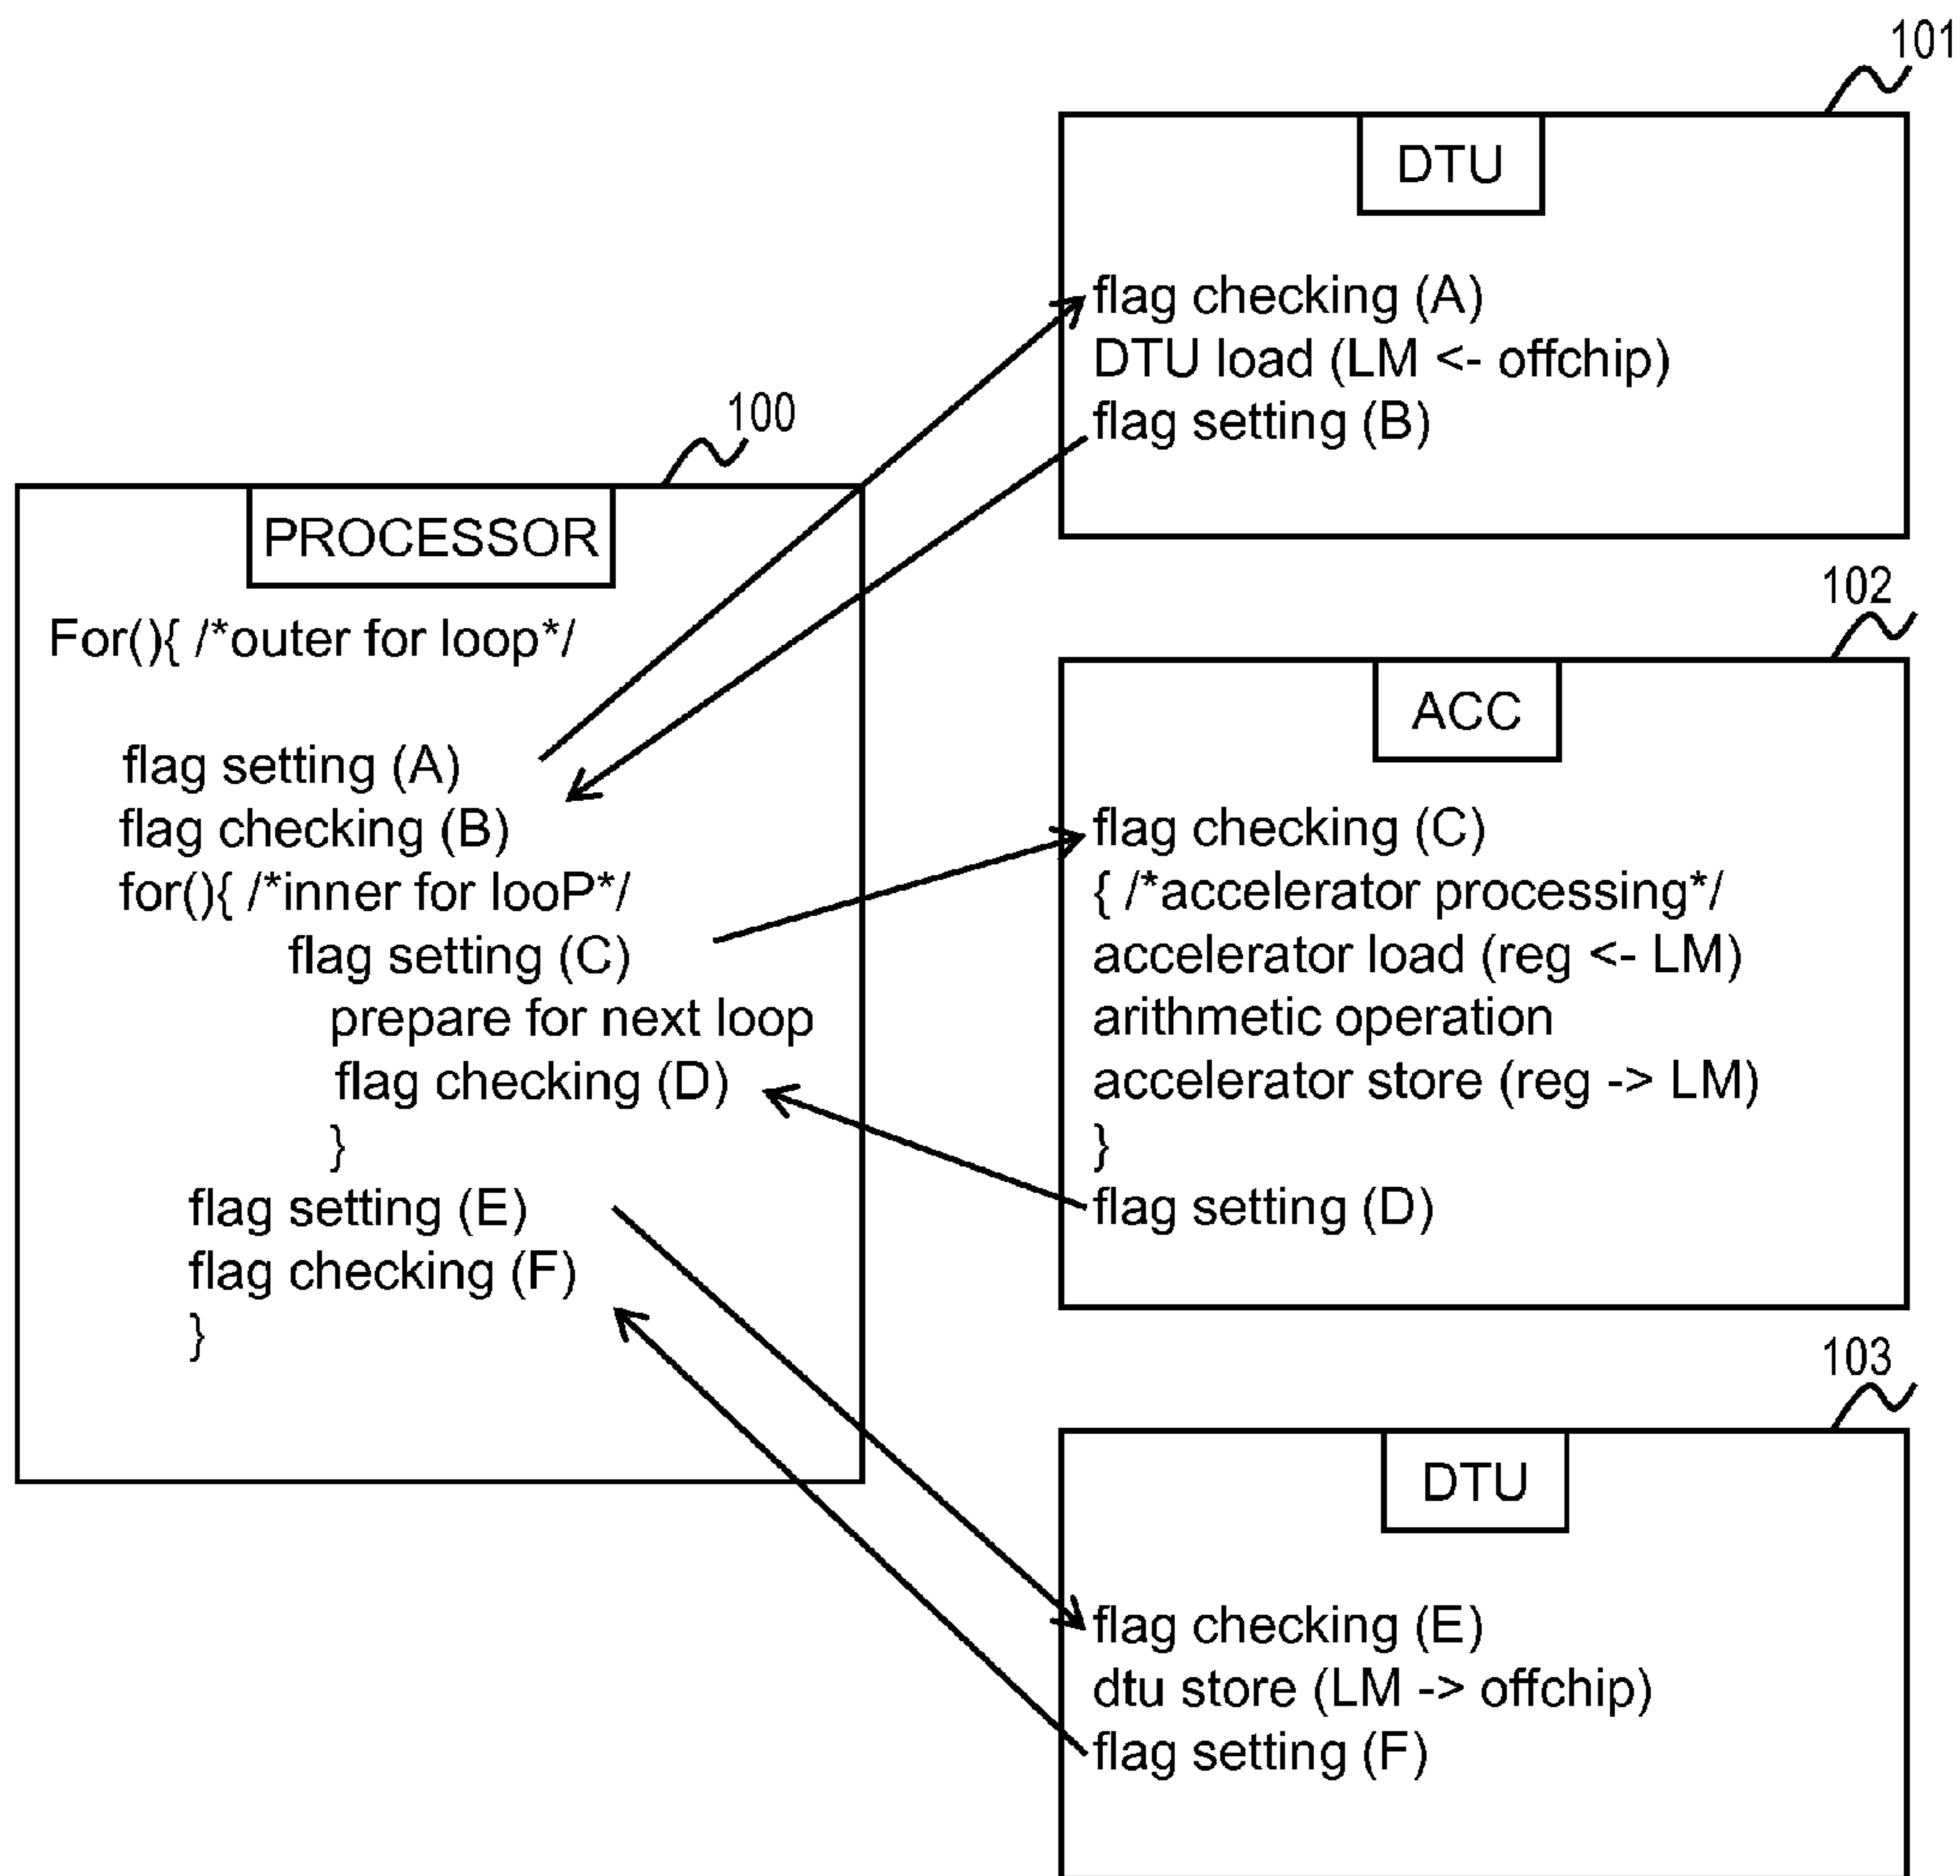 100
PROCESSOR
For(){ /*outer for loop*/
flag setting (A)
flag checking (B)
for(){ /*inner for looP*/
flag setting (C)
prepare for next loop
flag checking (D)
}
flag setting (E)
flag checking (F)
}
101
DTU
flag checking (A)
DTU load (LM <- offchip)
flag setting (B)
102
ACC
flag checking (C)
{ /*accelerator processing*/
accelerator load (reg <- LM)
arithmetic operation
accelerator store (reg -> LM)
}
flag setting (D)
103
DTU
flag checking (E)
dtu store (LM -> offchip)
flag setting (F)